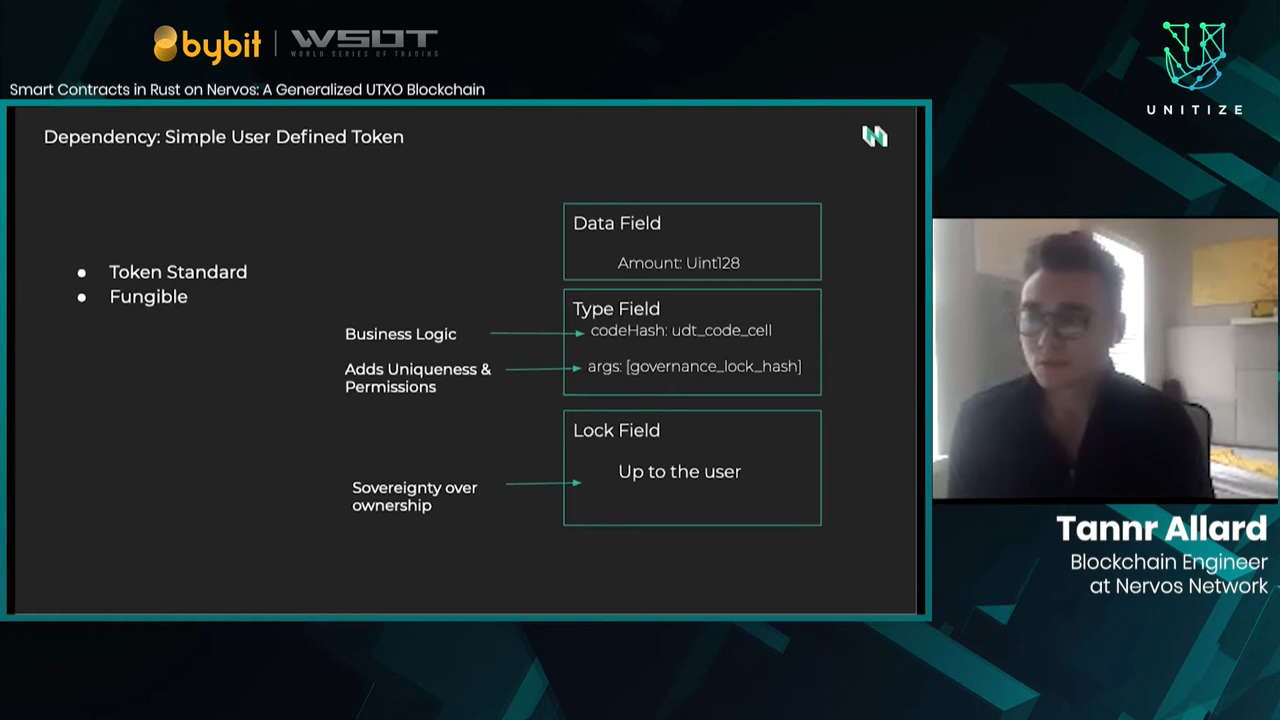 bybit
WSOT
WORLD SERIES OF TRADING
Smart Contracts in Rust on Nervos: A Generalized UTXO Blockchain
UNITIZE
Dependency: Simple User Defined Token
● Token Standard
● Fungible
Data Field
Amount: Uint128
Type Field
Business Logic
codeHash: udt_code_cell
Adds Uniqueness &
Permissions
args: [governance_lock_hash]
Lock Field
Up to the user
Sovereignty over
ownership
Tannr Allard
Blockchain Engineer
at Nervos Network